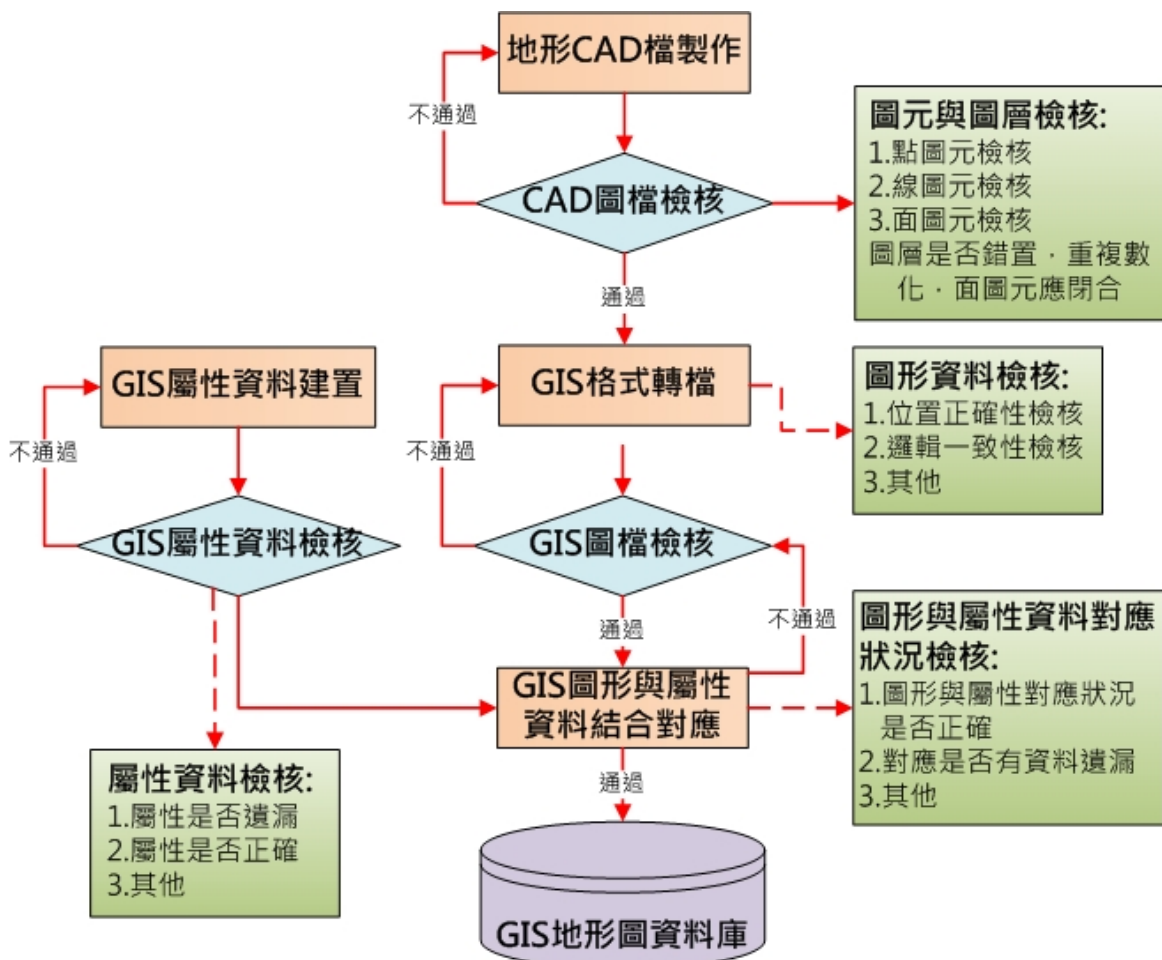 地形CAD檔製作
不通過
CAD圖檔檢核
圖元與圖層檢核:
1.點圖元檢核
2.線圖元檢核
3.面圖元檢核
圖層是否錯置，重複數
化，面圖元應閉合
通過
GIS屬性資料建置
不通過
GIS屬性資料檢核
GIS格式轉檔
不通過
GIS圖檔檢核
圖形資料檢核:
1.位置正確性檢核
2.邏輯一致性檢核
3.其他
通過
不通過
GIS圖形與屬性
資料結合對應
圖形與屬性資料對應
狀況檢核:
1.圖形與屬性對應狀況
是否正確
2.對應是否有資料遺漏
3.其他
屬性資料檢核:
1.屬性是否遺漏
2.屬性是否正確
3.其他
通過
GIS地形圖資料庫